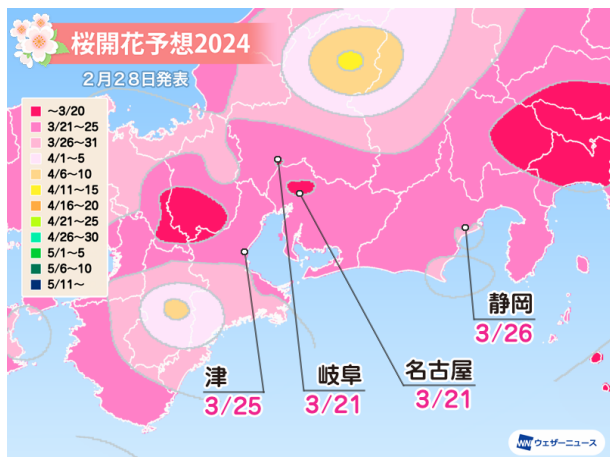 桜開花予想2024
2月28日発表
～3/20
3/21～25
3/26～31
4/1～5
4/6～10
4/11～15
4/16～20
4/21～25
4/26～30
5/1～5
5/6～10
5/11～
静岡
3/26
名古屋
3/21
岐阜
3/21
津
3/25
WN ウェザーニュース